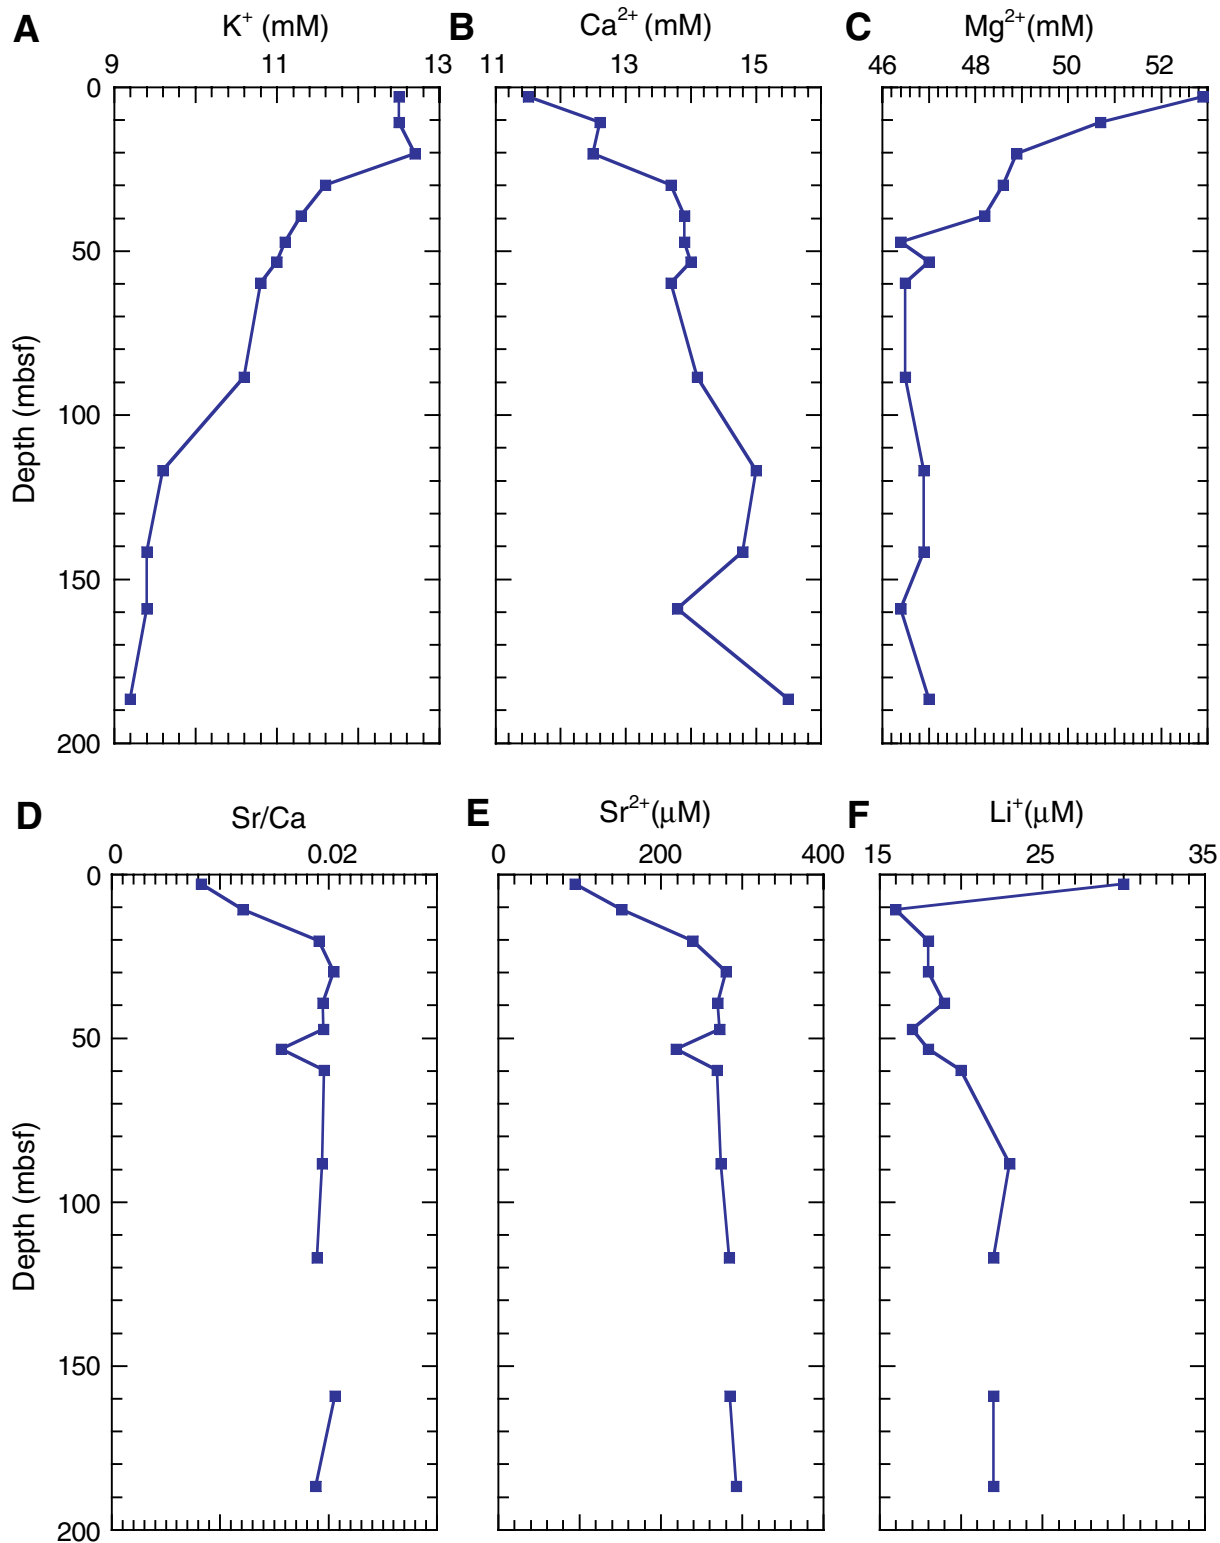 A K⁺ (mM) B Ca²⁺ (mM) C Mg²⁺ (mM)
9 11 13 11 13 15 46 48 50 52
0
50
100
150
200
Depth (mbsf)
D Sr/Ca E Sr²⁺(μM) F Li⁺(μM)
0 0.02 0 200 400 15 25 35
0
50
100
150
200
Depth (mbsf)